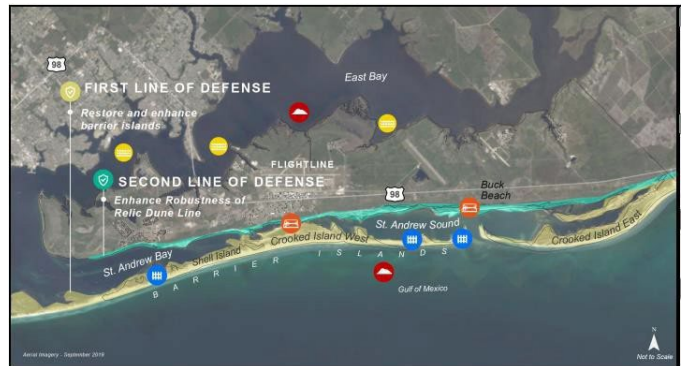 98
East Bay
FIRST LINE OF DEFENSE
Restore and enhance
barrier islands
FLIGHTLINE
SECOND LINE OF DEFENSE
98
Buck
Beach
Enhance Robustness of
Relic Dune Line
St. Andrew Sound
Crooked Island West
Crooked Island East
St. Andrew Bay
Shell Island
BARRIER ISLANDS
Gulf of Mexico
N
Aerial Imagery - September 2019
Not to Scale